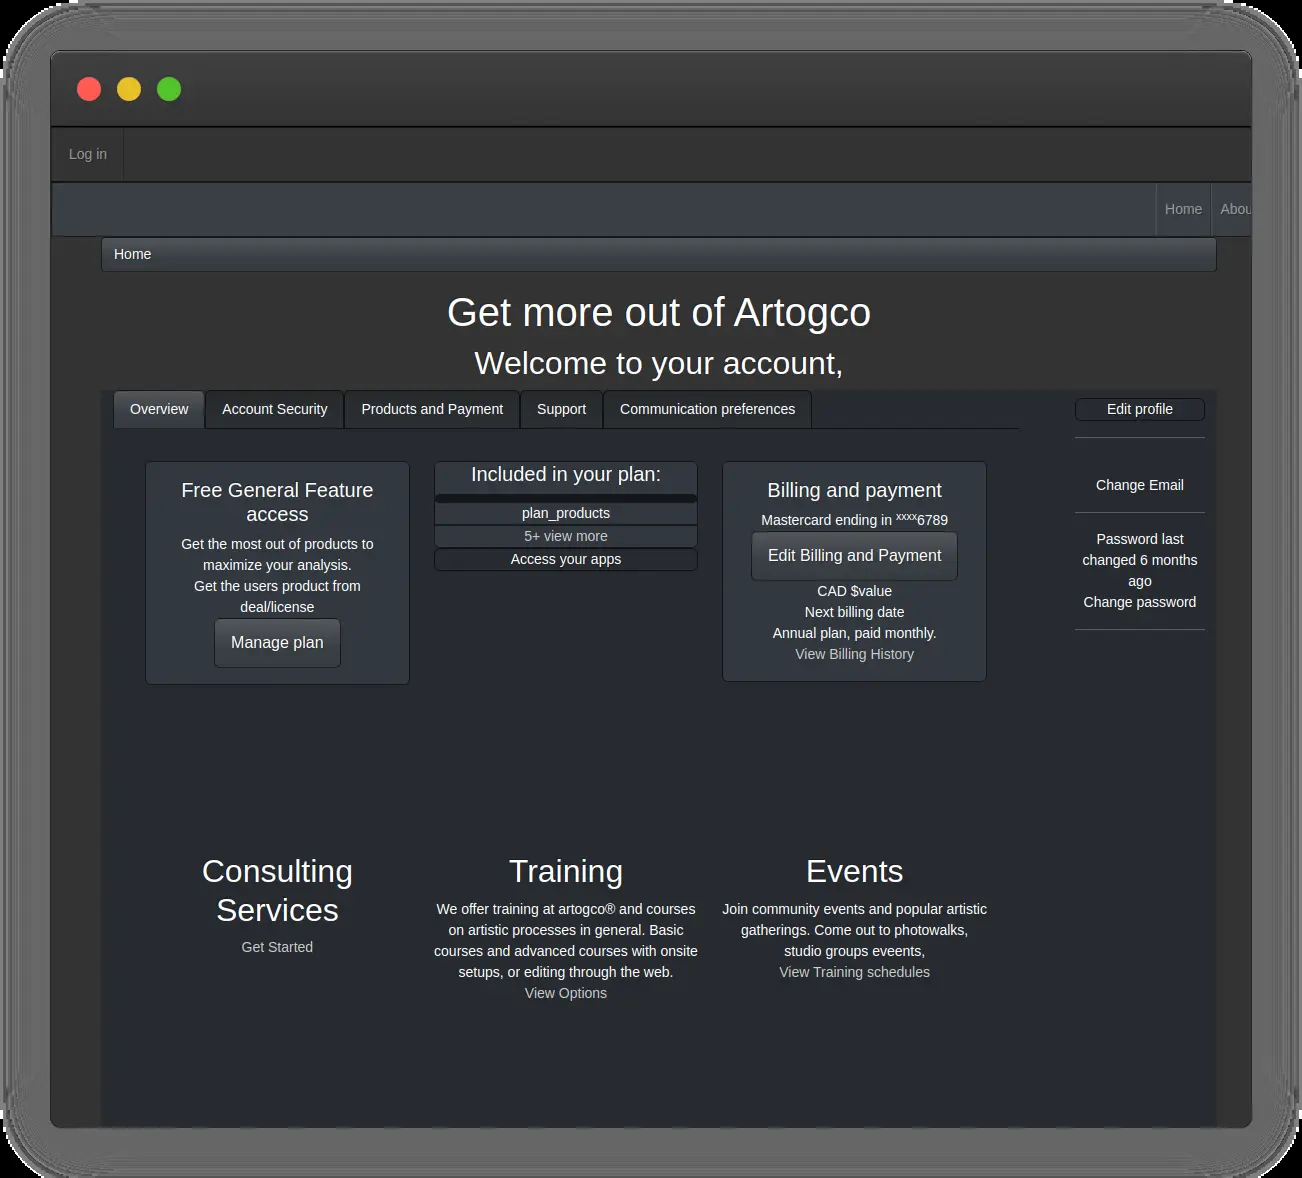 Log in
Home
Abou
Home
Get more out of Artogco
Welcome to your account,
Overview
Account Security
Products and Payment
Support
Communication preferences
Edit profile
Free General Feature
access
Get the most out of products to
maximize your analysis.
Get the users product from
deal/license
Manage plan
Included in your plan:
plan_products
5+ view more
Access your apps
Billing and payment
Mastercard ending in xxxx6789
Edit Billing and Payment
CAD $value
Next billing date
Annual plan, paid monthly.
View Billing History
Change Email
Password last
changed 6 months
ago
Change password
Consulting
Services
Get Started
Training
We offer training at artogco® and courses
on artistic processes in general. Basic
courses and advanced courses with onsite
setups, or editing through the web.
View Options
Events
Join community events and popular artistic
gatherings. Come out to photowalks,
studio groups eveents,
View Training schedules